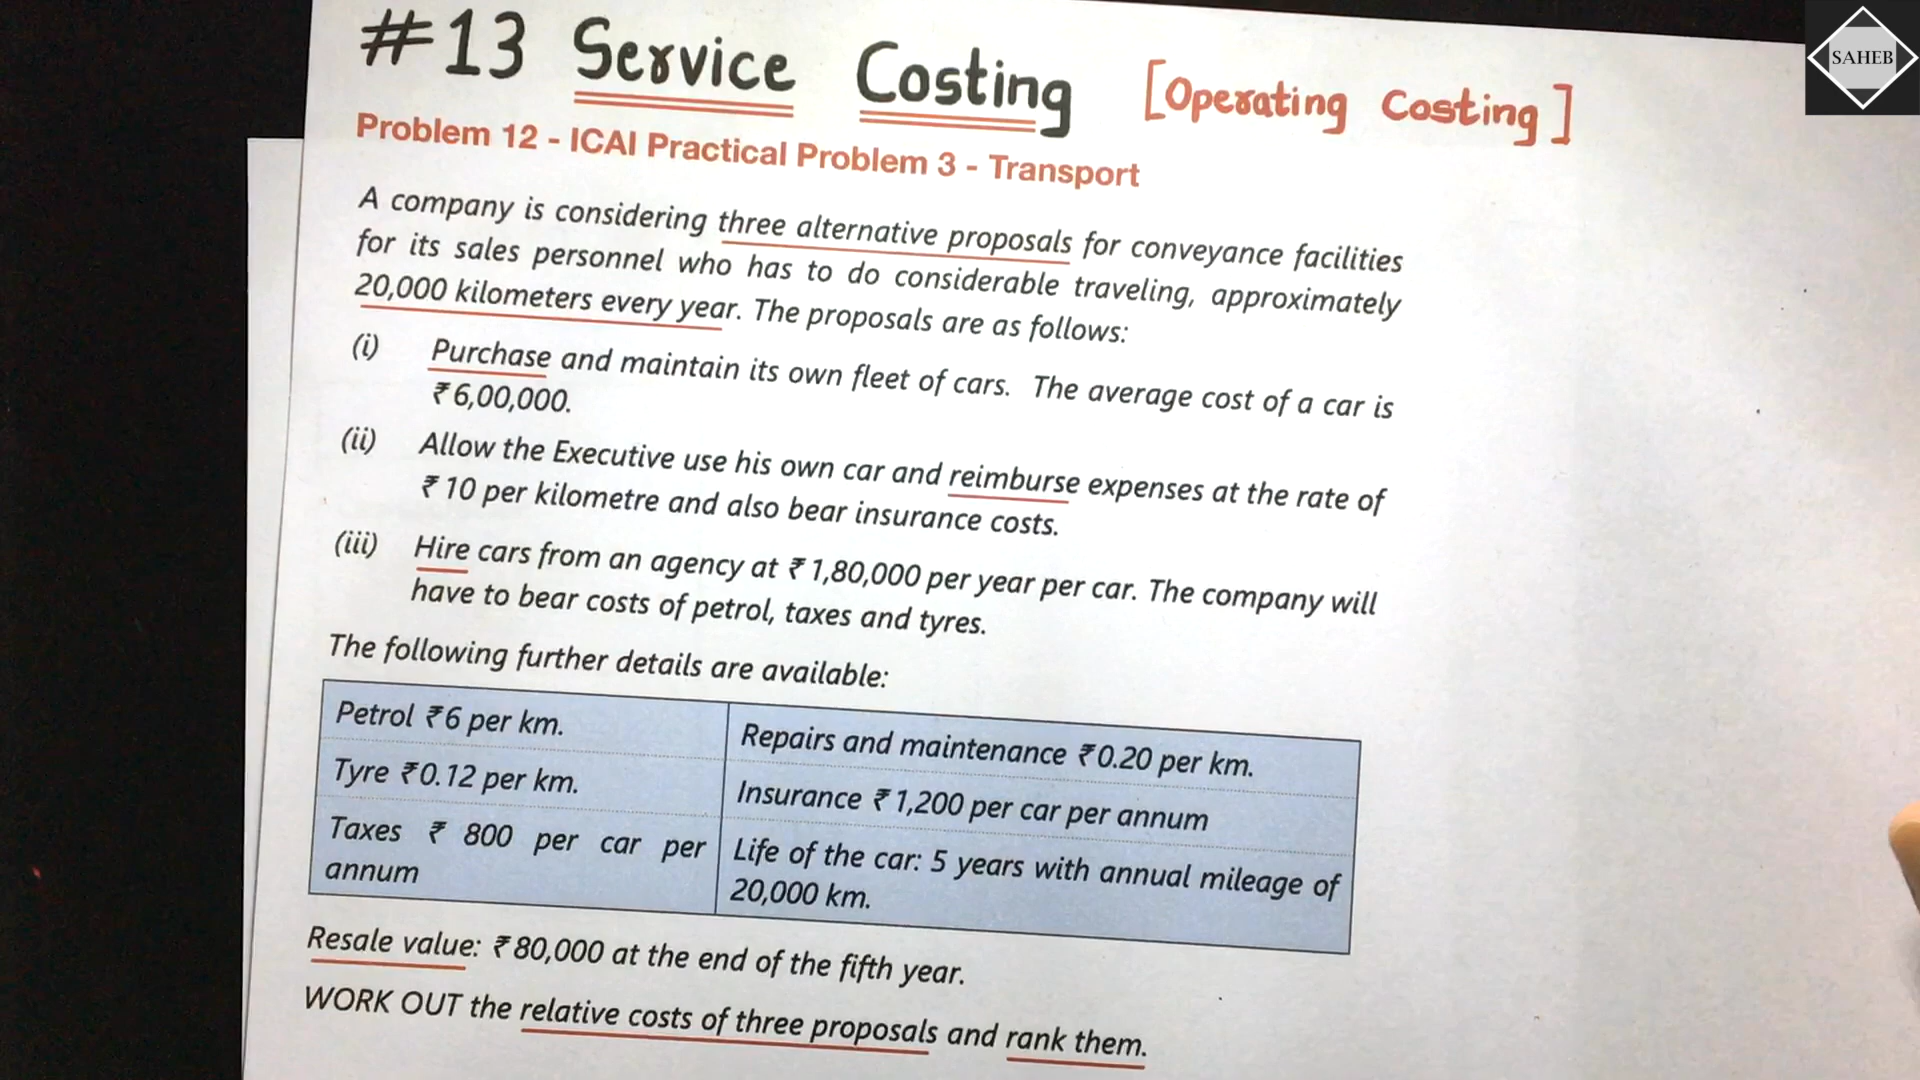 #13 Service Costing [Operating Costing]
SAHEB
Problem 12 - ICAI Practical Problem 3 - Transport
A company is considering three alternative proposals for conveyance facilities
for its sales personnel who has to do considerable traveling, approximately
20,000 kilometers every year. The proposals are as follows:
(i) Purchase and maintain its own fleet of cars. The average cost of a car is
₹6,00,000.
(ii) Allow the Executive use his own car and reimburse expenses at the rate of
₹10 per kilometre and also bear insurance costs.
(iii) Hire cars from an agency at ₹1,80,000 per year per car. The company will
have to bear costs of petrol, taxes and tyres.
The following further details are available:
Petrol ₹6 per km. Repairs and maintenance ₹0.20 per km.
Tyre ₹0.12 per km. Insurance ₹1,200 per car per annum
Taxes ₹ 800 per car per Life of the car: 5 years with annual mileage of
annum 20,000 km.
Resale value: ₹80,000 at the end of the fifth year.
WORK OUT the relative costs of three proposals and rank them.